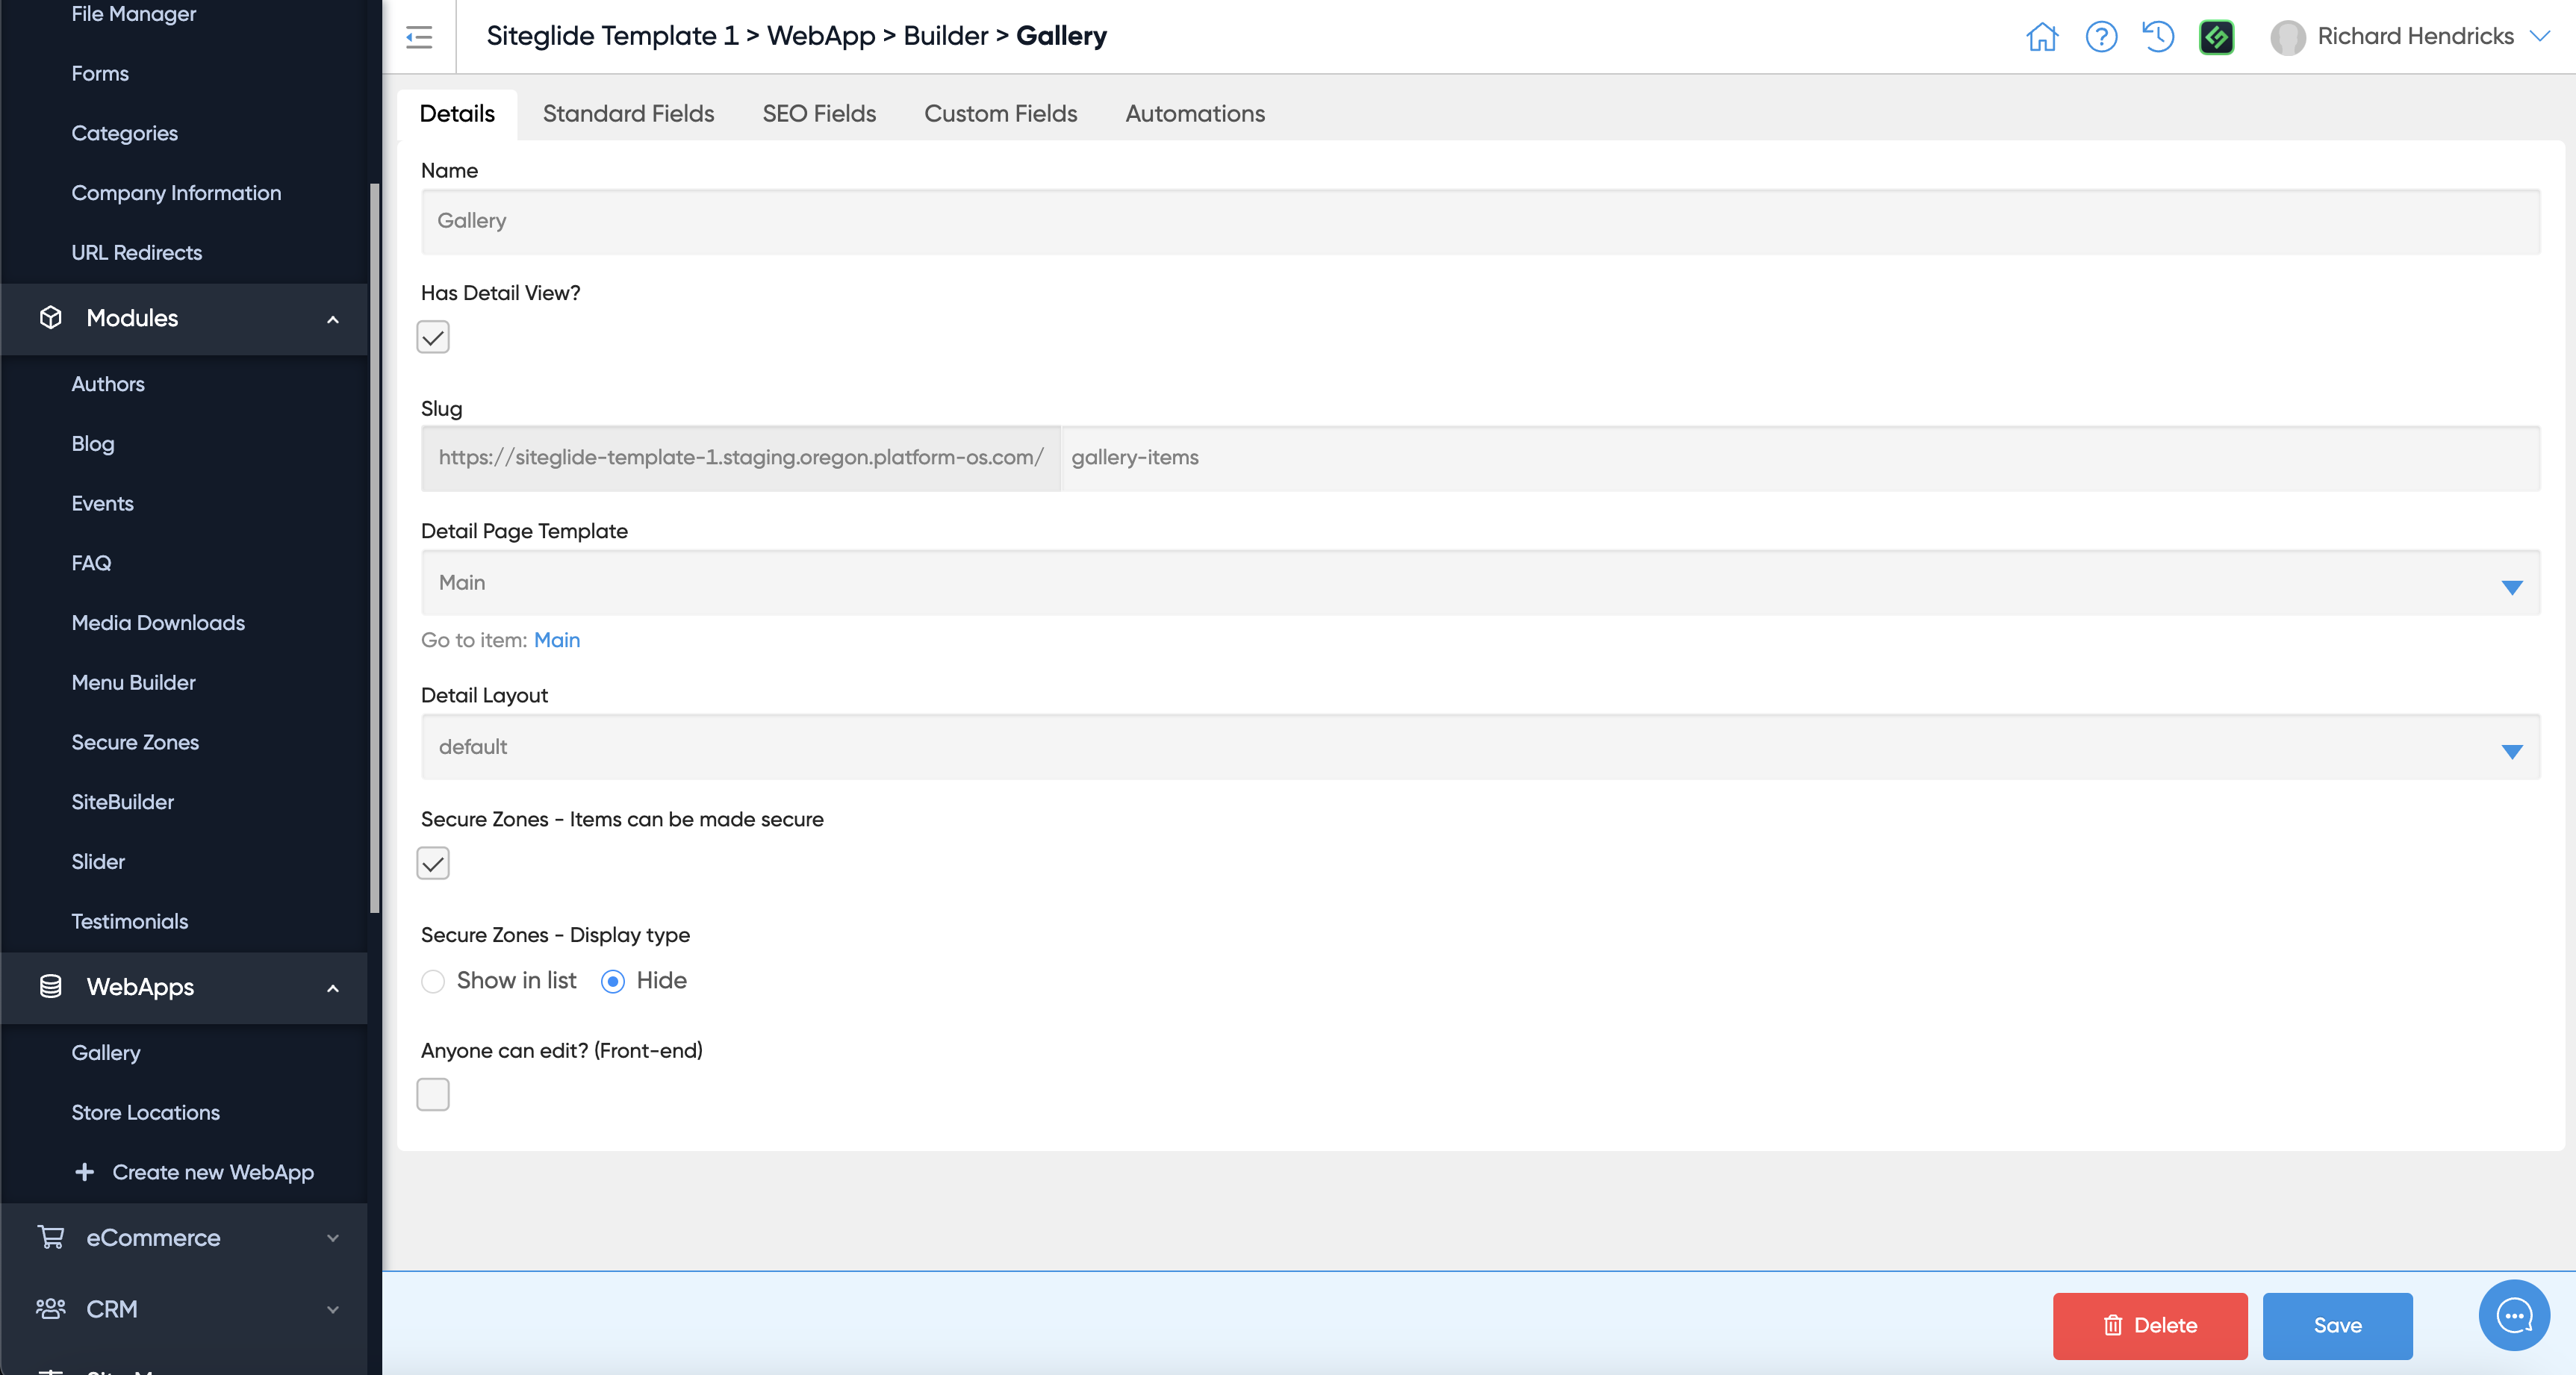 File Manager
Forms
Categories
Company Information
URL Redirects
Modules
Authors
Blog
Events
FAQ
Media Downloads
Menu Builder
Secure Zones
SiteBuilder
Slider
Testimonials
WebApps
Gallery
Store Locations
+ Create new WebApp
eCommerce
CRM
Siteglide Template 1 > WebApp > Builder > Gallery
Richard Hendricks
Details Standard Fields SEO Fields Custom Fields Automations
Name
Gallery
Has Detail View?
Slug
https://siteglide-template-1.staging.oregon.platform-os.com/ gallery-items
Detail Page Template
Main
Go to item: Main
Detail Layout
default
Secure Zones - Items can be made secure
Secure Zones - Display type
Show in list Hide
Anyone can edit? (Front-end)
Delete Save